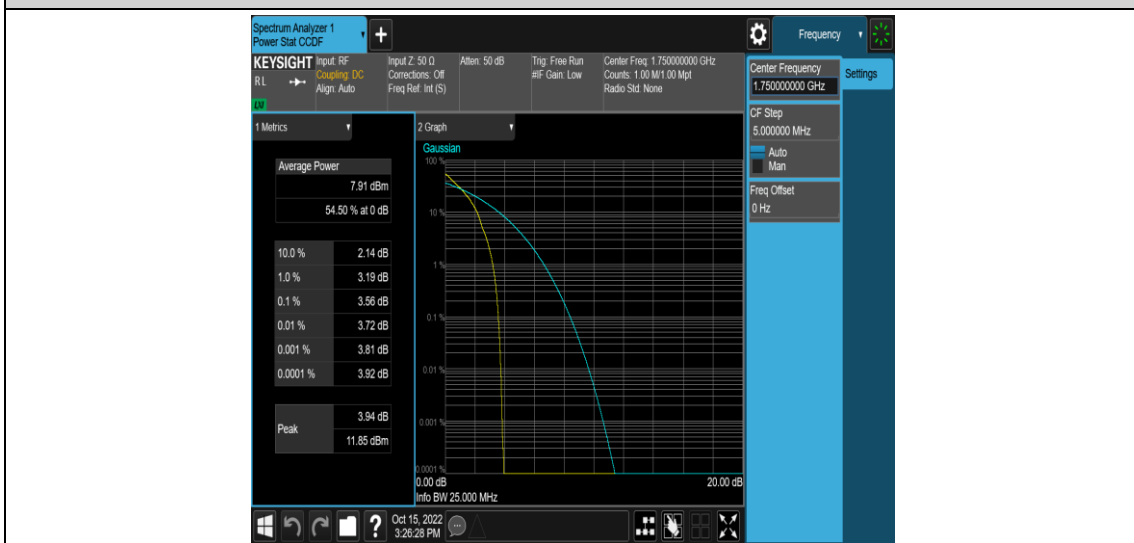 Spectrum Analyzer 1
Power Stat CCDF
+
Frequency
KEYSIGHT
RL
LXI
Input: RF
Coupling: DC
Align: Auto
Input Z: 50 Ω
Corrections: Off
Freq Ref: Int (S)
Atten: 50 dB
Trig: Free Run
#IF Gain: Low
Center Freq: 1.750000000 GHz
Counts: 1.00 M/1.00 Mpt
Radio Std: None
Center Frequency
1.750000000 GHz
Settings
CF Step
5.000000 MHz
Auto
Man
Freq Offset
0 Hz
1 Metrics
Average Power
7.91 dBm
54.50 % at 0 dB
10.0 % 2.14 dB
1.0 % 3.19 dB
0.1 % 3.56 dB
0.01 % 3.72 dB
0.001 % 3.81 dB
0.0001 % 3.92 dB
Peak 3.94 dB
11.85 dBm
2 Graph
Gaussian
100 %
10 %
1 %
0.1 %
0.01 %
0.001 %
0.0001 %
0.00 dB 20.00 dB
Info BW 25.000 MHz
?
Oct 15, 2022
3:26:28 PM